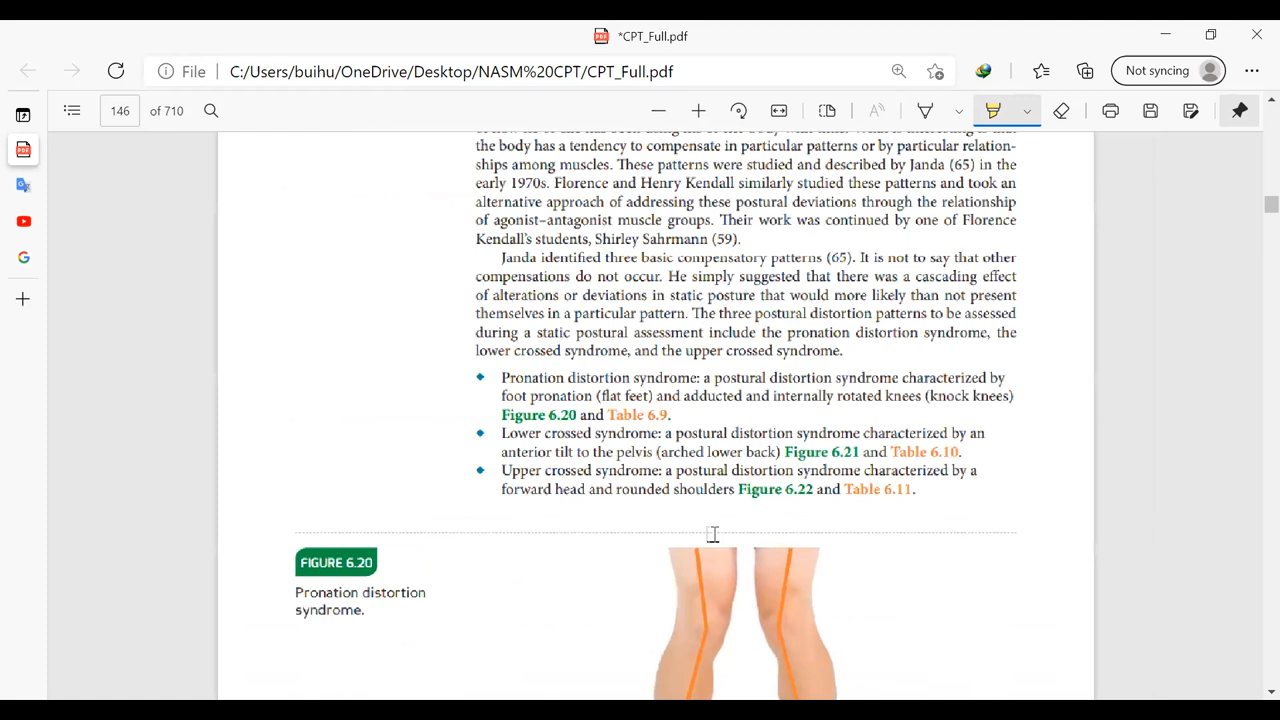 *CPT_Full.pdf
File
C:/Users/buihu/OneDrive/Desktop/NASM%20CPT/CPT_Full.pdf
Not syncing
146 of 710
the body has a tendency to compensate in particular patterns or by particular relation-
ships among muscles. These patterns were studied and described by Janda (65) in the
early 1970s. Florence and Henry Kendall similarly studied these patterns and took an
alternative approach of addressing these postural deviations through the relationship
of agonist–antagonist muscle groups. Their work was continued by one of Florence
Kendall's students, Shirley Sahrmann (59).
Janda identified three basic compensatory patterns (65). It is not to say that other
compensations do not occur. He simply suggested that there was a cascading effect
of alterations or deviations in static posture that would more likely than not present
themselves in a particular pattern. The three postural distortion patterns to be assessed
during a static postural assessment include the pronation distortion syndrome, the
lower crossed syndrome, and the upper crossed syndrome.
Pronation distortion syndrome: a postural distortion syndrome characterized by
foot pronation (flat feet) and adducted and internally rotated knees (knock knees)
Figure 6.20 and Table 6.9.
Lower crossed syndrome: a postural distortion syndrome characterized by an
anterior tilt to the pelvis (arched lower back) Figure 6.21 and Table 6.10.
Upper crossed syndrome: a postural distortion syndrome characterized by a
forward head and rounded shoulders Figure 6.22 and Table 6.11.
FIGURE 6.20
Pronation distortion
syndrome.